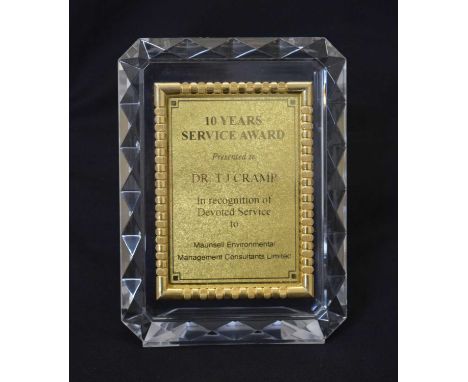 10 YEARS
SERVICE AWARD
Presented to
DR. T J CRAMP
In recognition of
Devoted Service
to
Maunsell Environmental
Management Consultants Limited